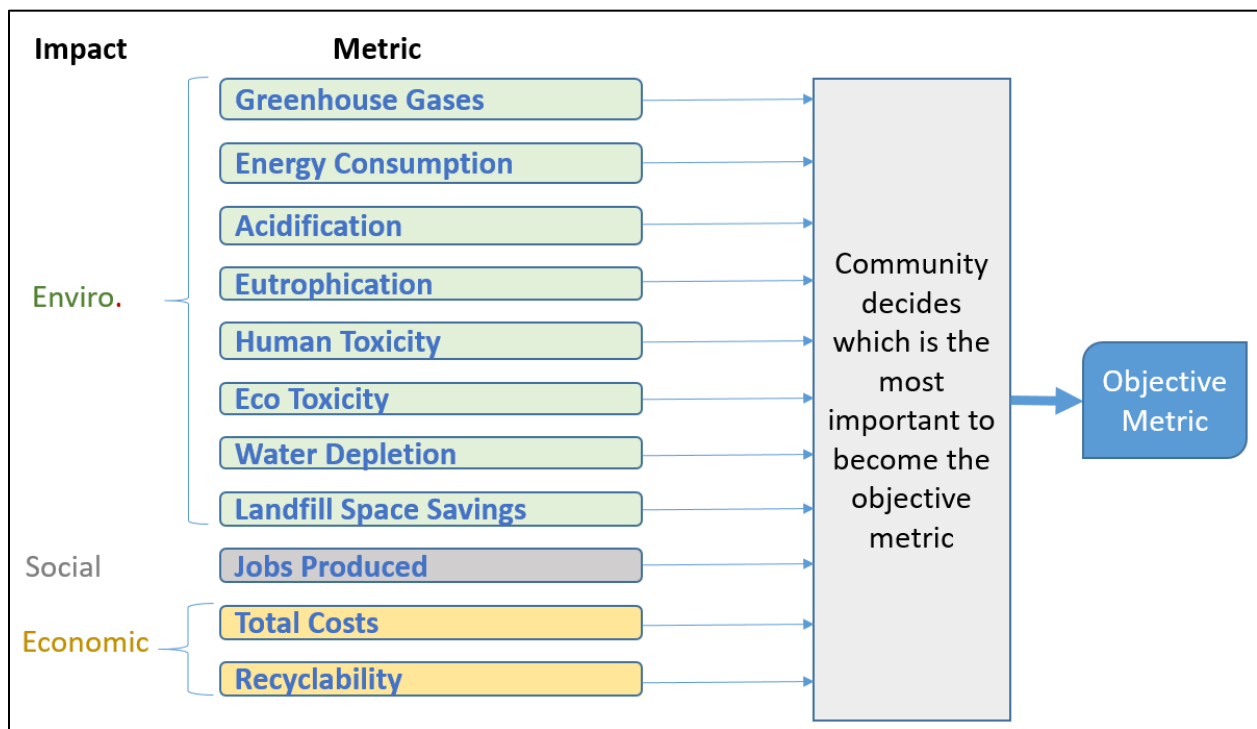 Impact
Metric
Greenhouse Gases
Energy Consumption
Acidification
Eutrophication
Enviro.
Human Toxicity
Eco Toxicity
Water Depletion
Landfill Space Savings
Social
Jobs Produced
Economic
Total Costs
Recyclability
Community
decides
which is the
most
important to
become the
objective
metric
Objective
Metric